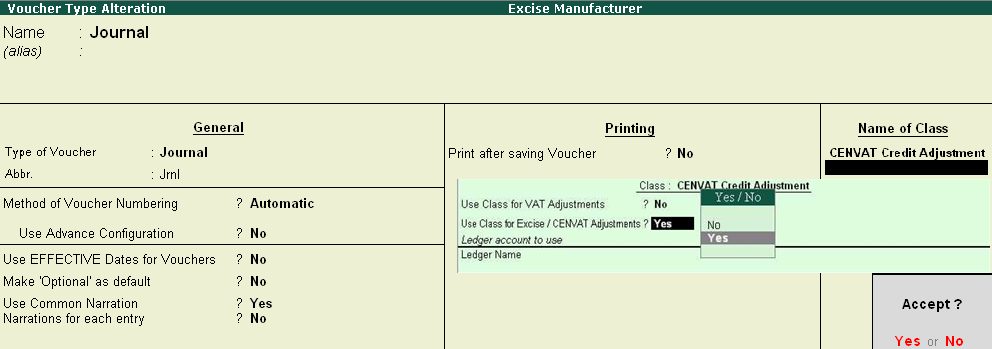 Voucher Type Alteration Excise Manufacturer
Name : Journal
(alias) :
General
Type of Voucher : Journal
Abbr. : Jrnl
Method of Voucher Numbering ? Automatic
Use Advance Configuration ? No
Use EFFECTIVE Dates for Vouchers ? No
Make 'Optional' as default ? No
Use Common Narration ? Yes
Narrations for each entry ? No
Printing
Print after saving Voucher ? No
Name of Class
CENVAT Credit Adjustment
Class : CENVAT Credit Adjustment
Use Class for VAT Adjustments ? No
Use Class for Excise / CENVAT Adjustments ? Yes
Ledger account to use
Ledger Name
Yes / No
No
Yes
Accept ?
Yes or No